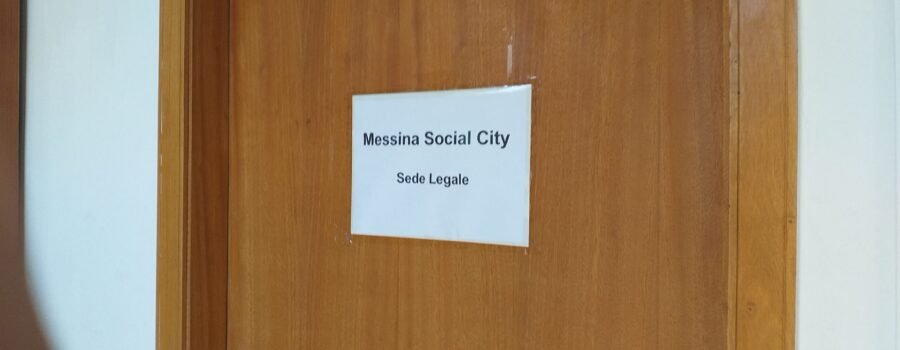 Messina Social City
Sede Legale